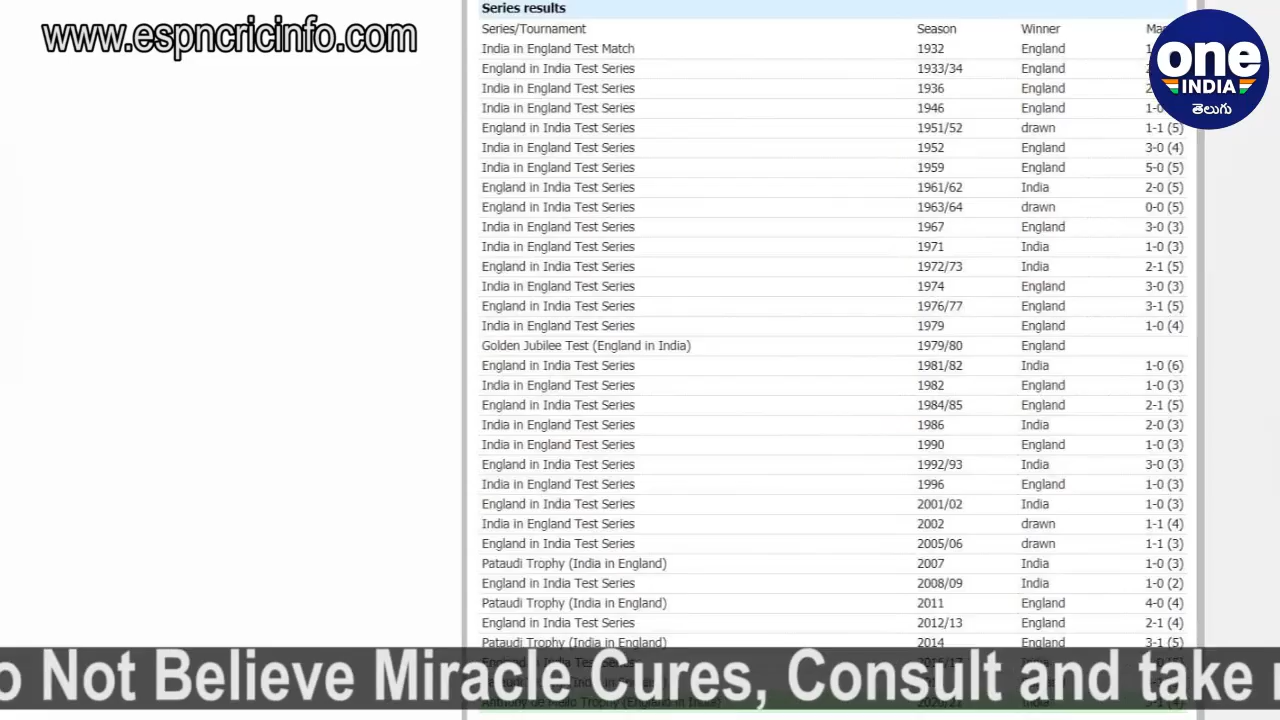 www.espncricinfo.com
one
INDIA
తెలుగు
Series results
Series/Tournament Season Winner
India in England Test Match 1932 England
England in India Test Series 1933/34 England
India in England Test Series 1936 England
India in England Test Series 1946 England
England in India Test Series 1951/52 drawn 1-1 (5)
India in England Test Series 1952 England 3-0 (4)
India in England Test Series 1959 England 5-0 (5)
England in India Test Series 1961/62 India 2-0 (5)
England in India Test Series 1963/64 drawn 0-0 (5)
India in England Test Series 1967 England 3-0 (3)
India in England Test Series 1971 India 1-0 (3)
England in India Test Series 1972/73 India 2-1 (5)
India in England Test Series 1974 England 3-0 (3)
England in India Test Series 1976/77 England 3-1 (5)
India in England Test Series 1979 England 1-0 (4)
Golden Jubilee Test (England in India) 1979/80 England
England in India Test Series 1981/82 India 1-0 (6)
India in England Test Series 1982 England 1-0 (3)
England in India Test Series 1984/85 England 2-1 (5)
India in England Test Series 1986 India 2-0 (3)
India in England Test Series 1990 England 1-0 (3)
England in India Test Series 1992/93 India 3-0 (3)
India in England Test Series 1996 England 1-0 (3)
England in India Test Series 2001/02 India 1-0 (3)
India in England Test Series 2002 drawn 1-1 (4)
England in India Test Series 2005/06 drawn 1-1 (3)
Pataudi Trophy (India in England) 2007 India 1-0 (3)
England in India Test Series 2008/09 India 1-0 (2)
Pataudi Trophy (India in England) 2011 England 4-0 (4)
England in India Test Series 2012/13 England 2-1 (4)
Pataudi Trophy (India in England) 2014 England 3-1 (5)
Not Believe Miracle Cures, Consult and take
Anthony de Mello Trophy (England in India) 2020/21 India 3-1 (4)